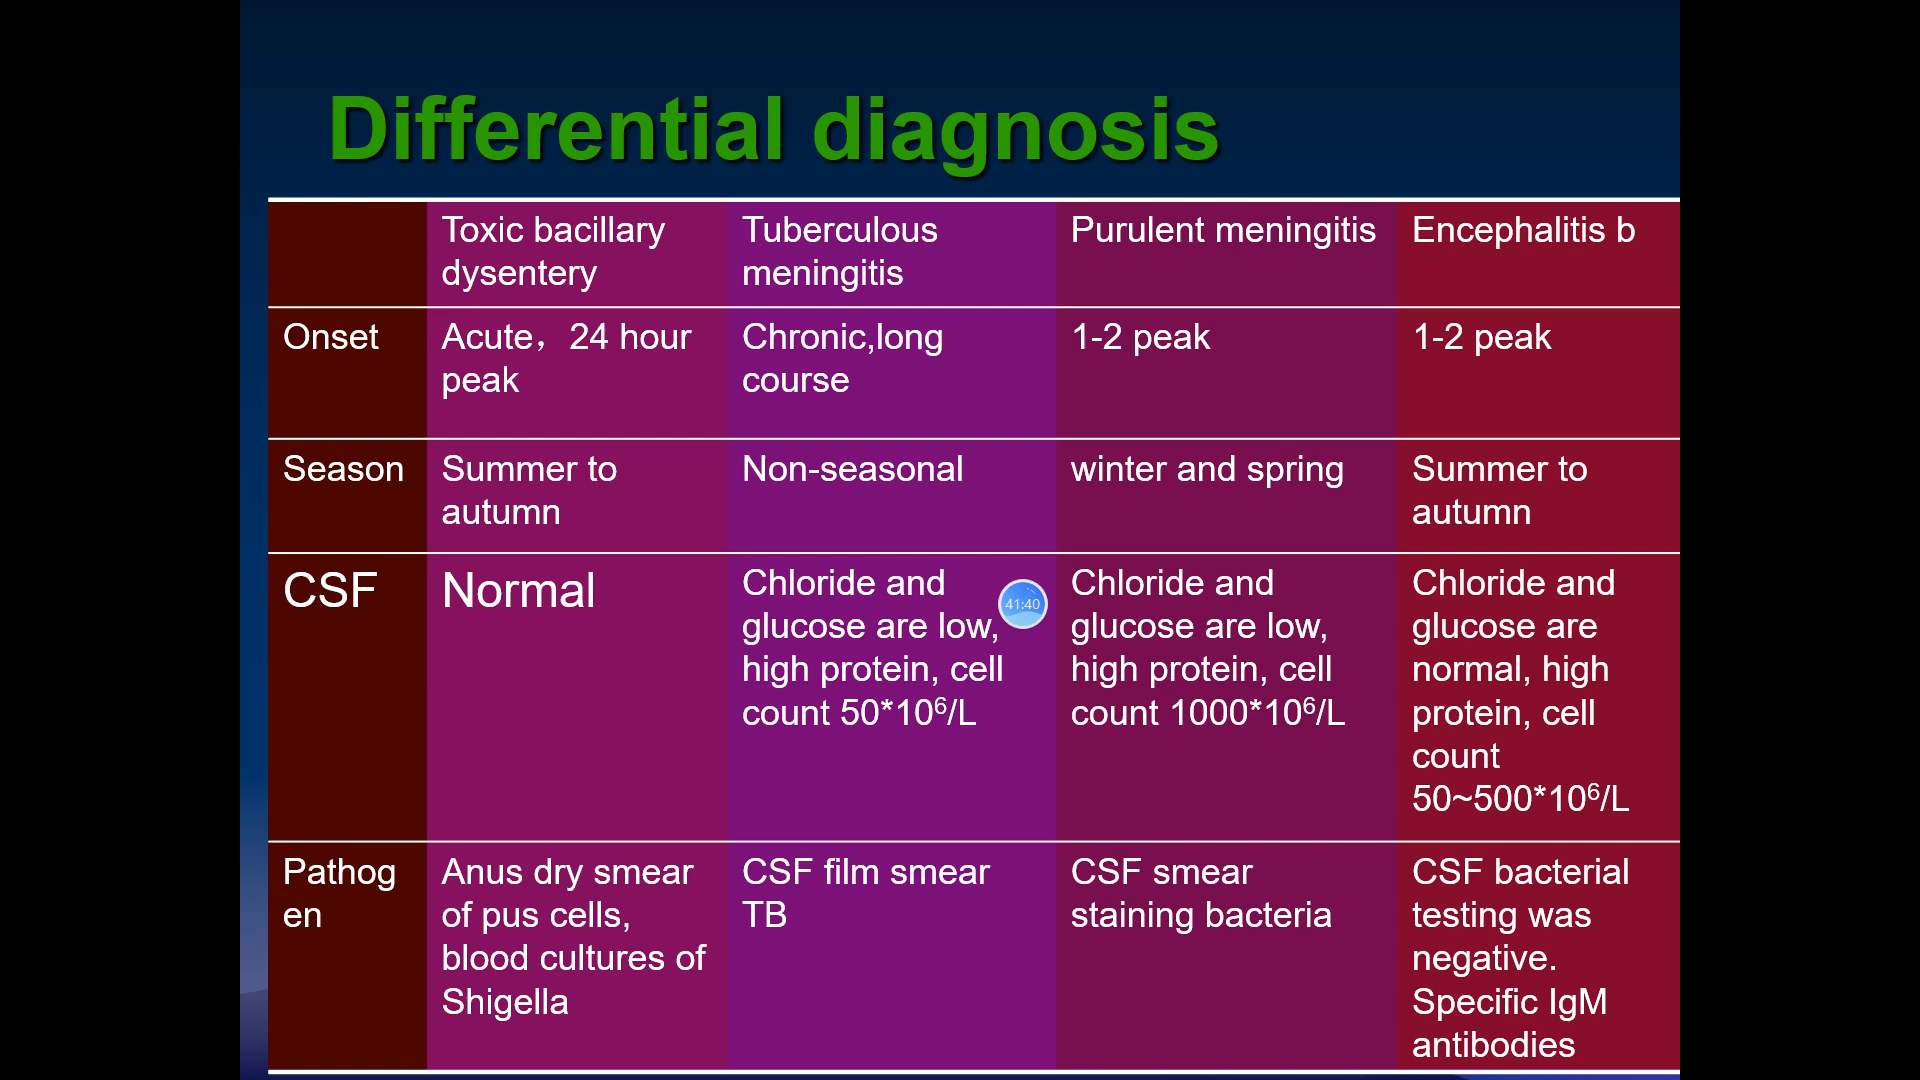 Differential diagnosis
Toxic bacillary
dysentery
Tuberculous
meningitis
Purulent meningitis
Encephalitis b
Onset
Acute，24 hour
peak
Chronic,long
course
1-2 peak
1-2 peak
Season
Summer to
autumn
Non-seasonal
winter and spring
Summer to
autumn
CSF
Normal
Chloride and
glucose are low,
high protein, cell
count 50*10⁶/L
41:40
Chloride and
glucose are low,
high protein, cell
count 1000*10⁶/L
Chloride and
glucose are
normal, high
protein, cell
count
50~500*10⁶/L
Pathog
en
Anus dry smear
of pus cells,
blood cultures of
Shigella
CSF film smear
TB
CSF smear
staining bacteria
CSF bacterial
testing was
negative.
Specific IgM
antibodies